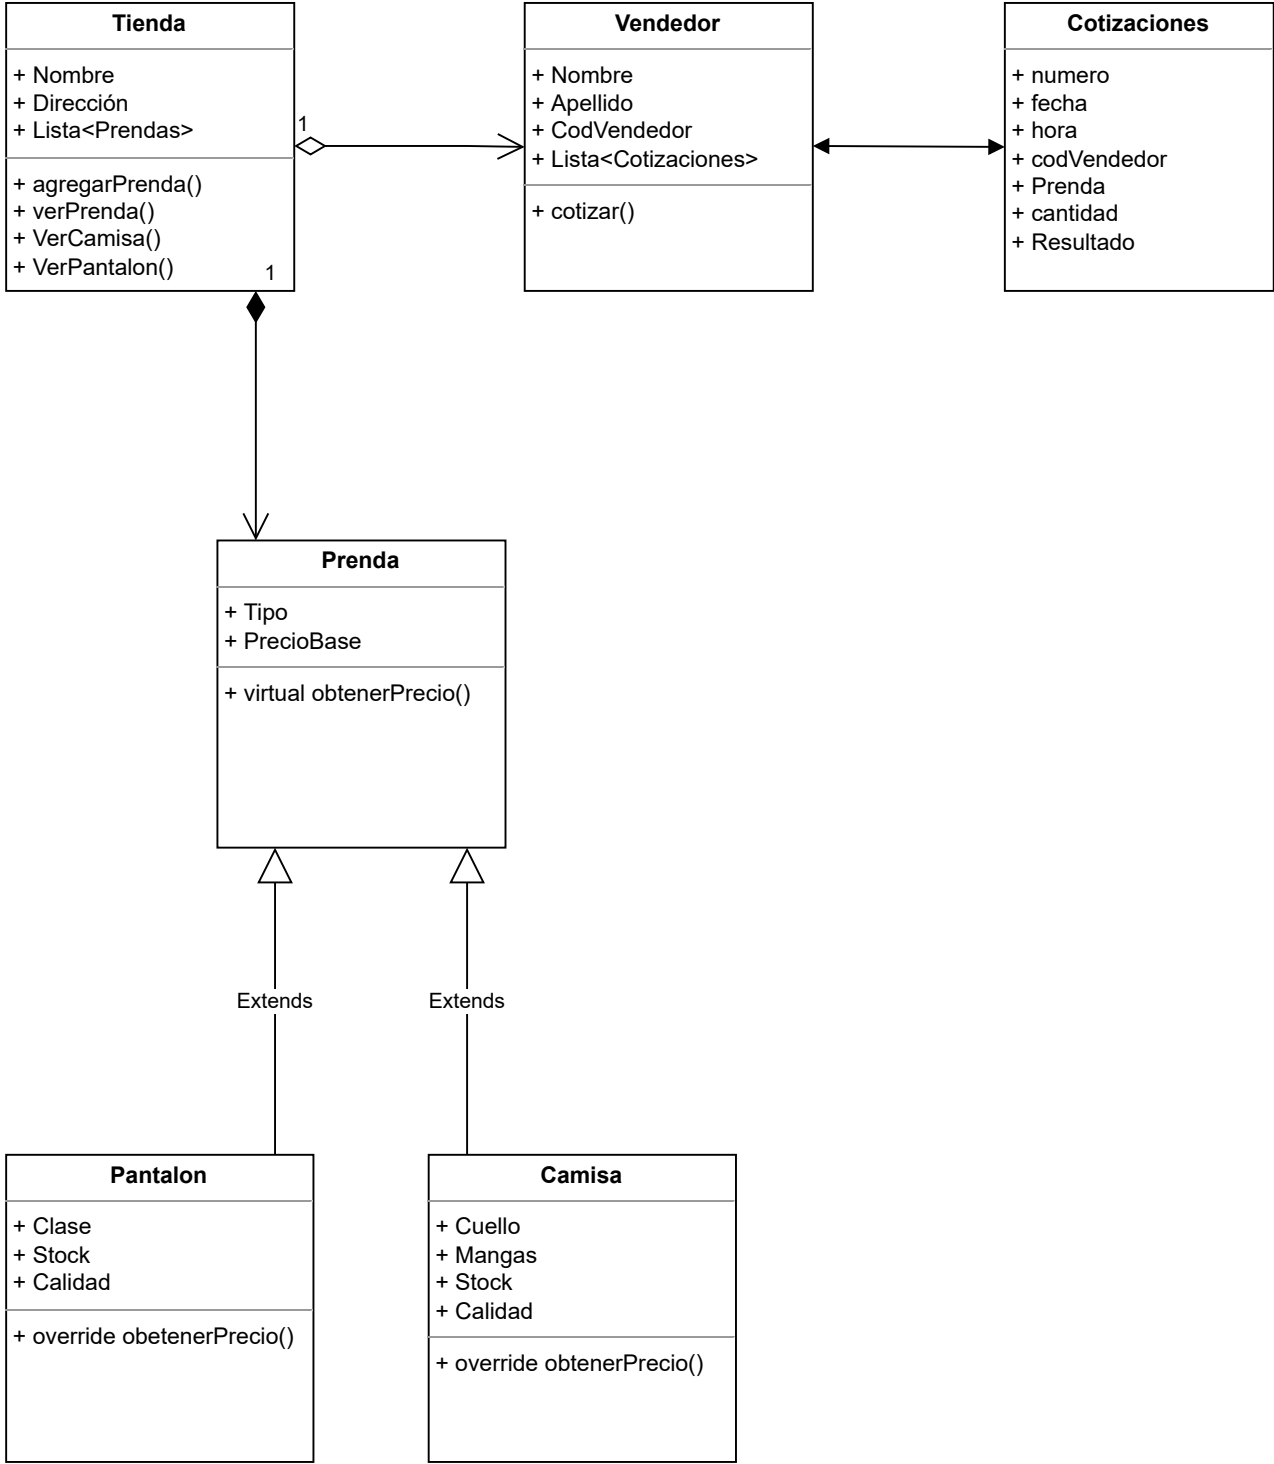 Tienda
+ Nombre
+ Dirección
+ Lista<Prendas>
+ agregarPrenda()
+ verPrenda()
+ VerCamisa()
+ VerPantalon()
1
1
Vendedor
+ Nombre
+ Apellido
+ CodVendedor
+ Lista<Cotizaciones>
+ cotizar()
Cotizaciones
+ numero
+ fecha
+ hora
+ codVendedor
+ Prenda
+ cantidad
+ Resultado
Prenda
+ Tipo
+ PrecioBase
+ virtual obtenerPrecio()
Extends
Extends
Pantalon
+ Clase
+ Stock
+ Calidad
+ override obetenerPrecio()
Camisa
+ Cuello
+ Mangas
+ Stock
+ Calidad
+ override obtenerPrecio()